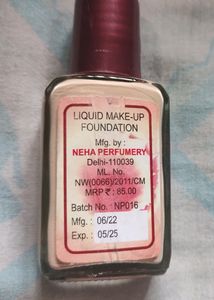 LIQUID MAKE-UP
FOUNDATION
Mfg. by :
NEHA PERFUMERY
Delhi-110039
ML. No.
NW(0066)/2011/CM
MRP ₹ : 85.00
Batch No. : NP016
Mfg. : 06/22
Exp. : 05/25